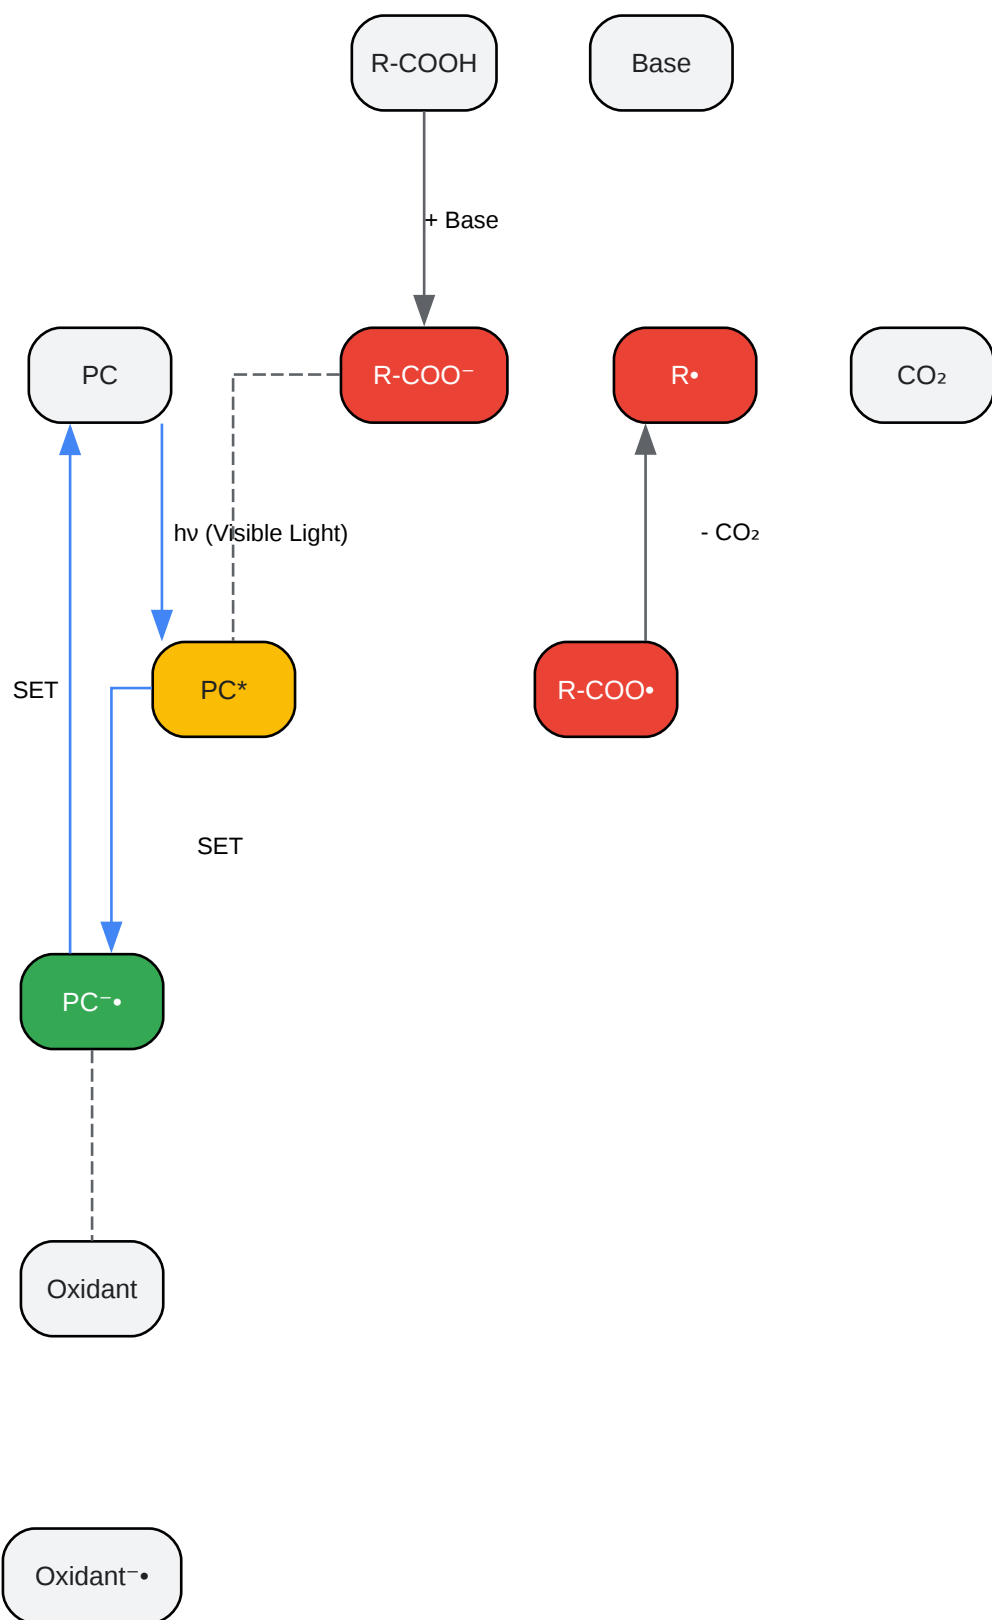 R-COOH
Base
+ Base
PC
R-COO⁻
R•
CO₂
hν (Visible Light)
- CO₂
SET
PC*
R-COO•
SET
PC⁻•
Oxidant
Oxidant⁻•